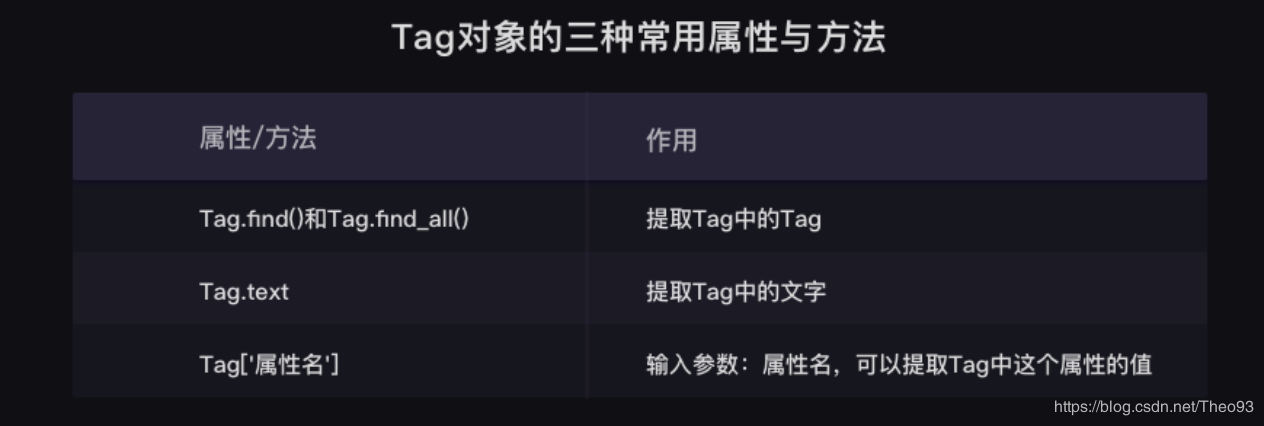 Tag对象的三种常用属性与方法
属性/方法 作用
Tag.find()和Tag.find_all() 提取Tag中的Tag
Tag.text 提取Tag中的文字
Tag['属性名'] 输入参数：属性名，可以提取Tag中这个属性的值
https://blog.csdn.net/Theo93